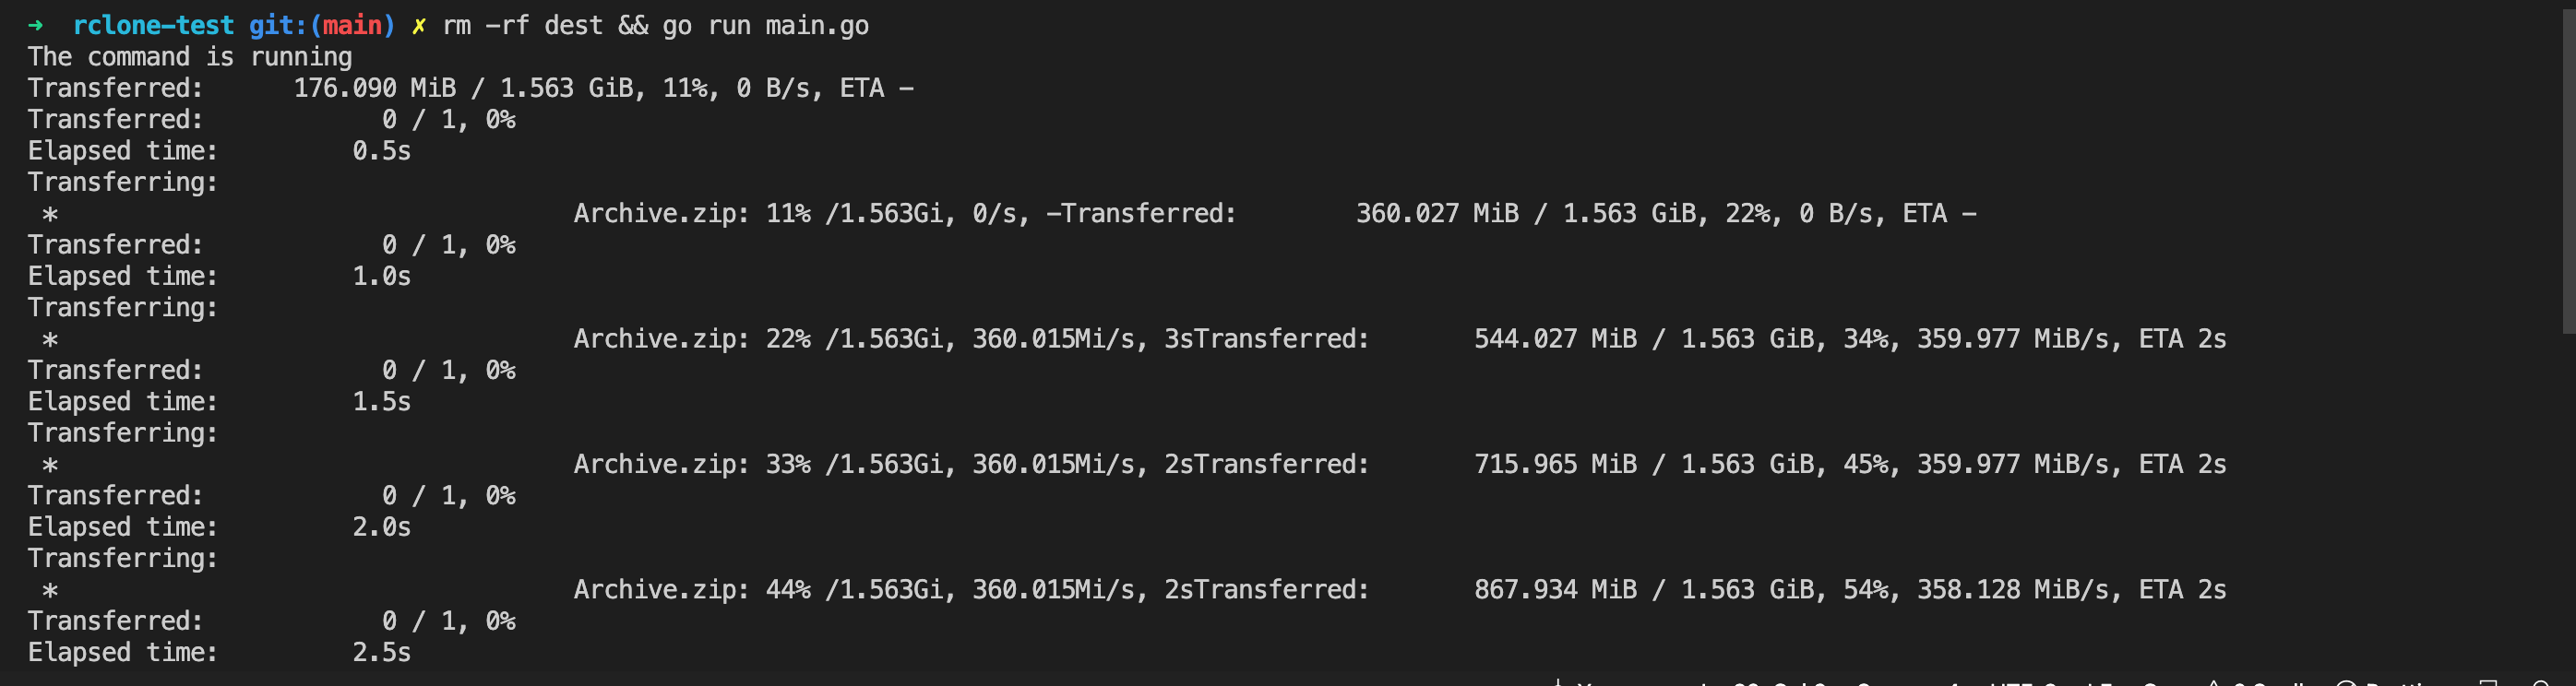 → rclone-test git:(main) ✗ rm -rf dest && go run main.go
The command is running
Transferred: 176.090 MiB / 1.563 GiB, 11%, 0 B/s, ETA -
Transferred: 0 / 1, 0%
Elapsed time: 0.5s
Transferring:
* Archive.zip: 11% /1.563Gi, 0/s, -Transferred: 360.027 MiB / 1.563 GiB, 22%, 0 B/s, ETA -
Transferred: 0 / 1, 0%
Elapsed time: 1.0s
Transferring:
* Archive.zip: 22% /1.563Gi, 360.015Mi/s, 3sTransferred: 544.027 MiB / 1.563 GiB, 34%, 359.977 MiB/s, ETA 2s
Transferred: 0 / 1, 0%
Elapsed time: 1.5s
Transferring:
* Archive.zip: 33% /1.563Gi, 360.015Mi/s, 2sTransferred: 715.965 MiB / 1.563 GiB, 45%, 359.977 MiB/s, ETA 2s
Transferred: 0 / 1, 0%
Elapsed time: 2.0s
Transferring:
* Archive.zip: 44% /1.563Gi, 360.015Mi/s, 2sTransferred: 867.934 MiB / 1.563 GiB, 54%, 358.128 MiB/s, ETA 2s
Transferred: 0 / 1, 0%
Elapsed time: 2.5s